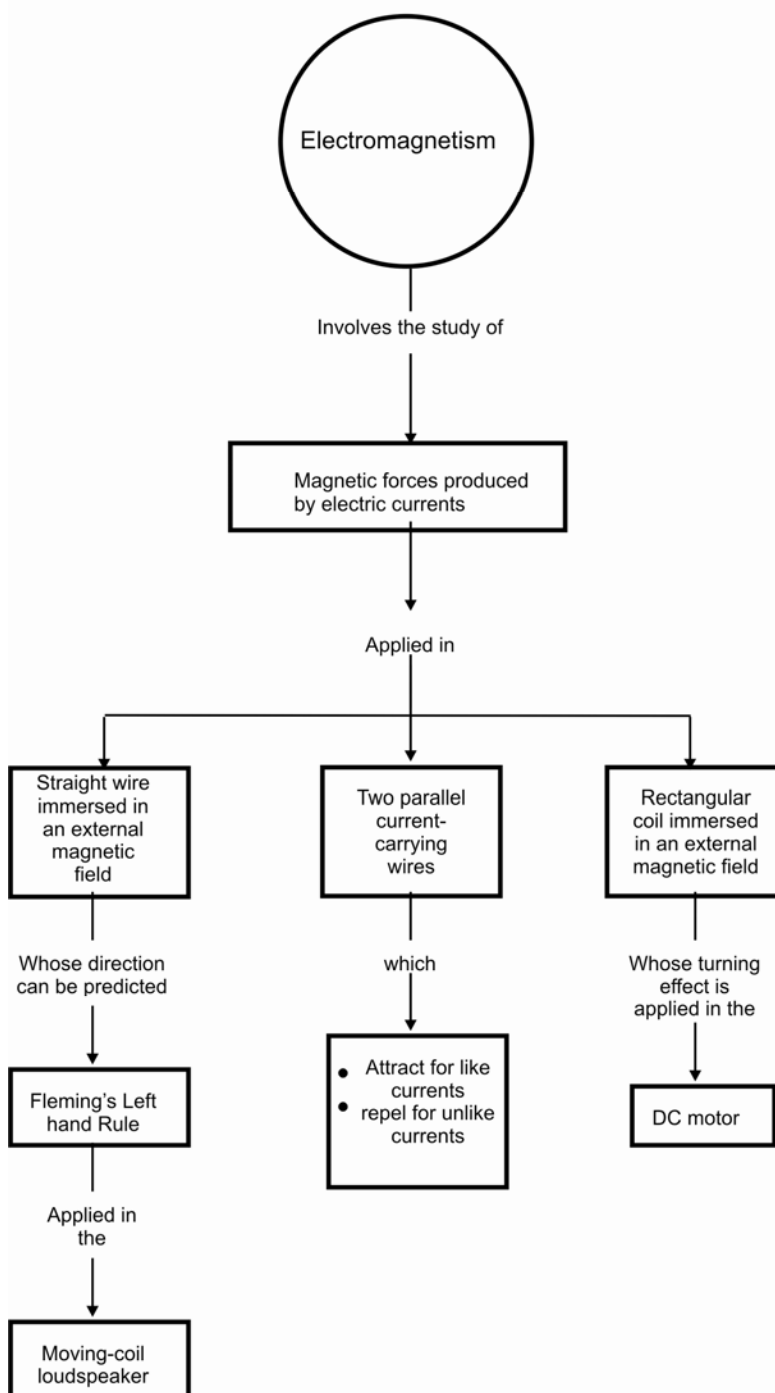 Electromagnetism
Involves the study of
Magnetic forces produced
by electric currents
Applied in
Straight wire
immersed in
an external
magnetic
field
Whose direction
can be predicted
Fleming's Left
hand Rule
Applied in
the
Moving-coil
loudspeaker
Two parallel
current-
carrying
wires
which
• Attract for like
currents
• repel for unlike
currents
Rectangular
coil immersed
in an external
magnetic field
Whose turning
effect is
applied in the
DC motor